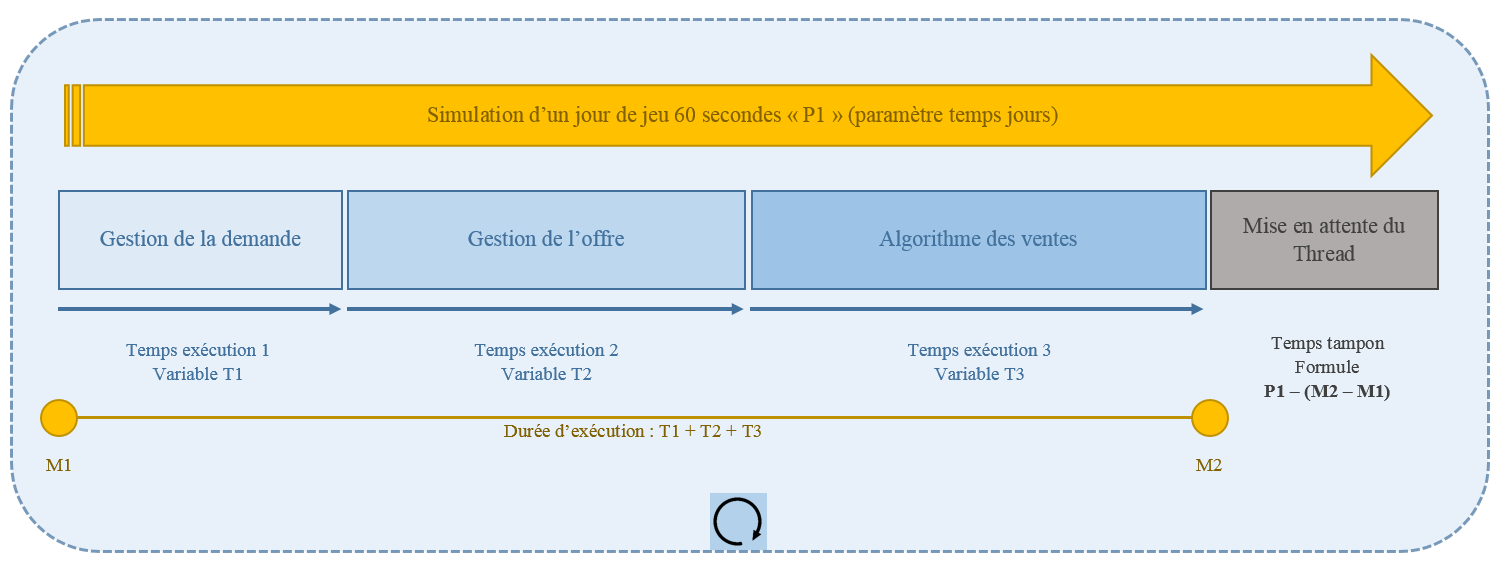 Simulation d’un jour de jeu 60 secondes « P1 » (paramètre temps jours)
Gestion de la demande
Gestion de l’offre
Algorithme des ventes
Mise en attente du
Thread
Temps exécution 1
Variable T1
Temps exécution 2
Variable T2
Temps exécution 3
Variable T3
Temps tampon
Formule
P1 – (M2 – M1)
Durée d’exécution : T1 + T2 + T3
M1
M2